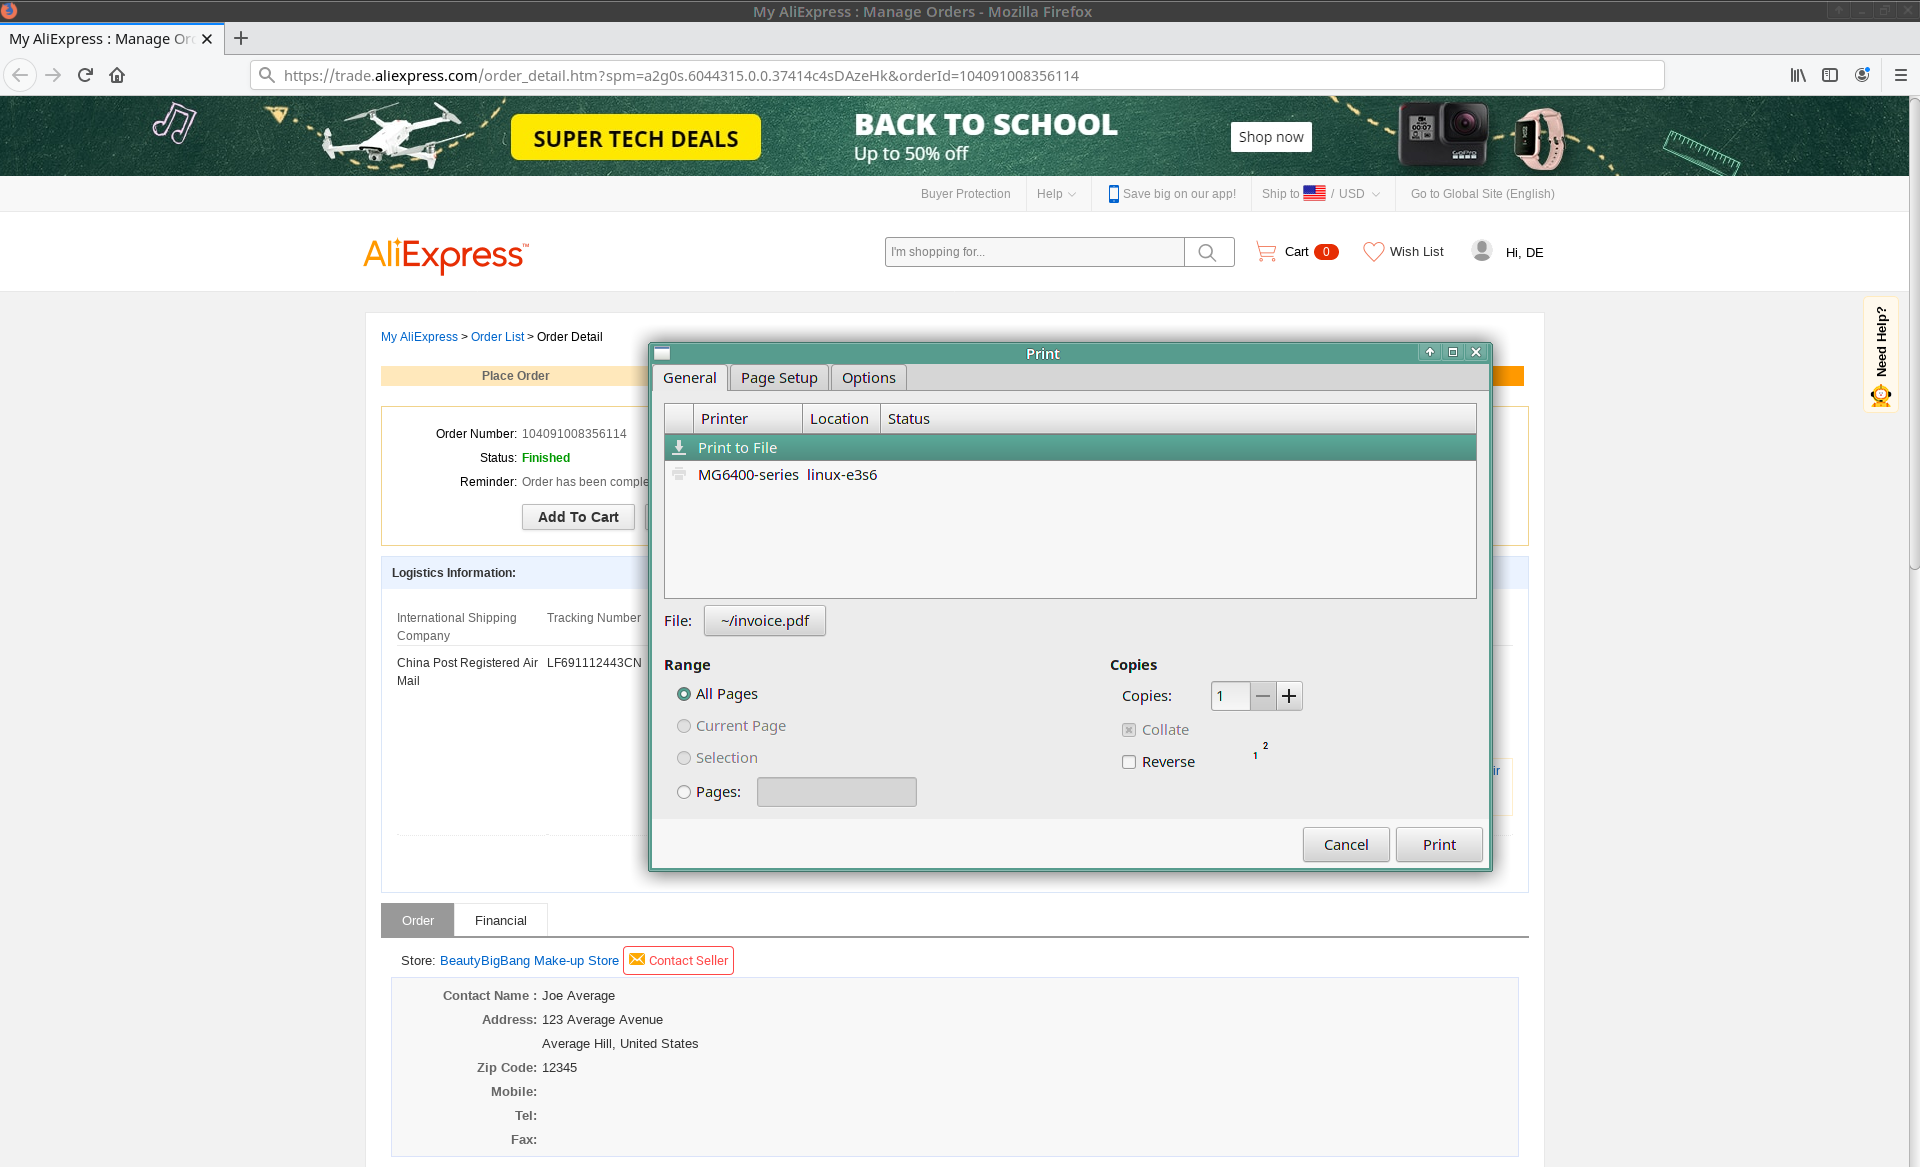 My AliExpress : Manage Orders - Mozilla Firefox
My AliExpress : Manage Or
https://trade.aliexpress.com/order_detail.htm?spm=a2g0s.6044315.0.0.37414c4sDAzeHk&orderId=104091008356114
SUPER TECH DEALS
BACK TO SCHOOL
Up to 50% off
Shop now
Buyer Protection
Help
Save big on our app!
Ship to / USD
Go to Global Site (English)
AliExpress™
I'm shopping for...
Cart 0
Wish List
Hi, DE
Need Help?
My AliExpress > Order List > Order Detail
Place Order
Order Number: 104091008356114
Status: Finished
Reminder: Order has been comple
Add To Cart
Logistics Information:
International Shipping Company
Tracking Number
China Post Registered Air Mail
LF691112443CN
ir
Print
General
Page Setup
Options
Printer
Location
Status
Print to File
MG6400-series linux-e3s6
File: ~/invoice.pdf
Range
All Pages
Current Page
Selection
Pages:
Copies
Copies: 1
Collate
Reverse
1 2
Cancel
Print
Order
Financial
Store: BeautyBigBang Make-up Store Contact Seller
Contact Name : Joe Average
Address: 123 Average Avenue
Average Hill, United States
Zip Code: 12345
Mobile:
Tel:
Fax: